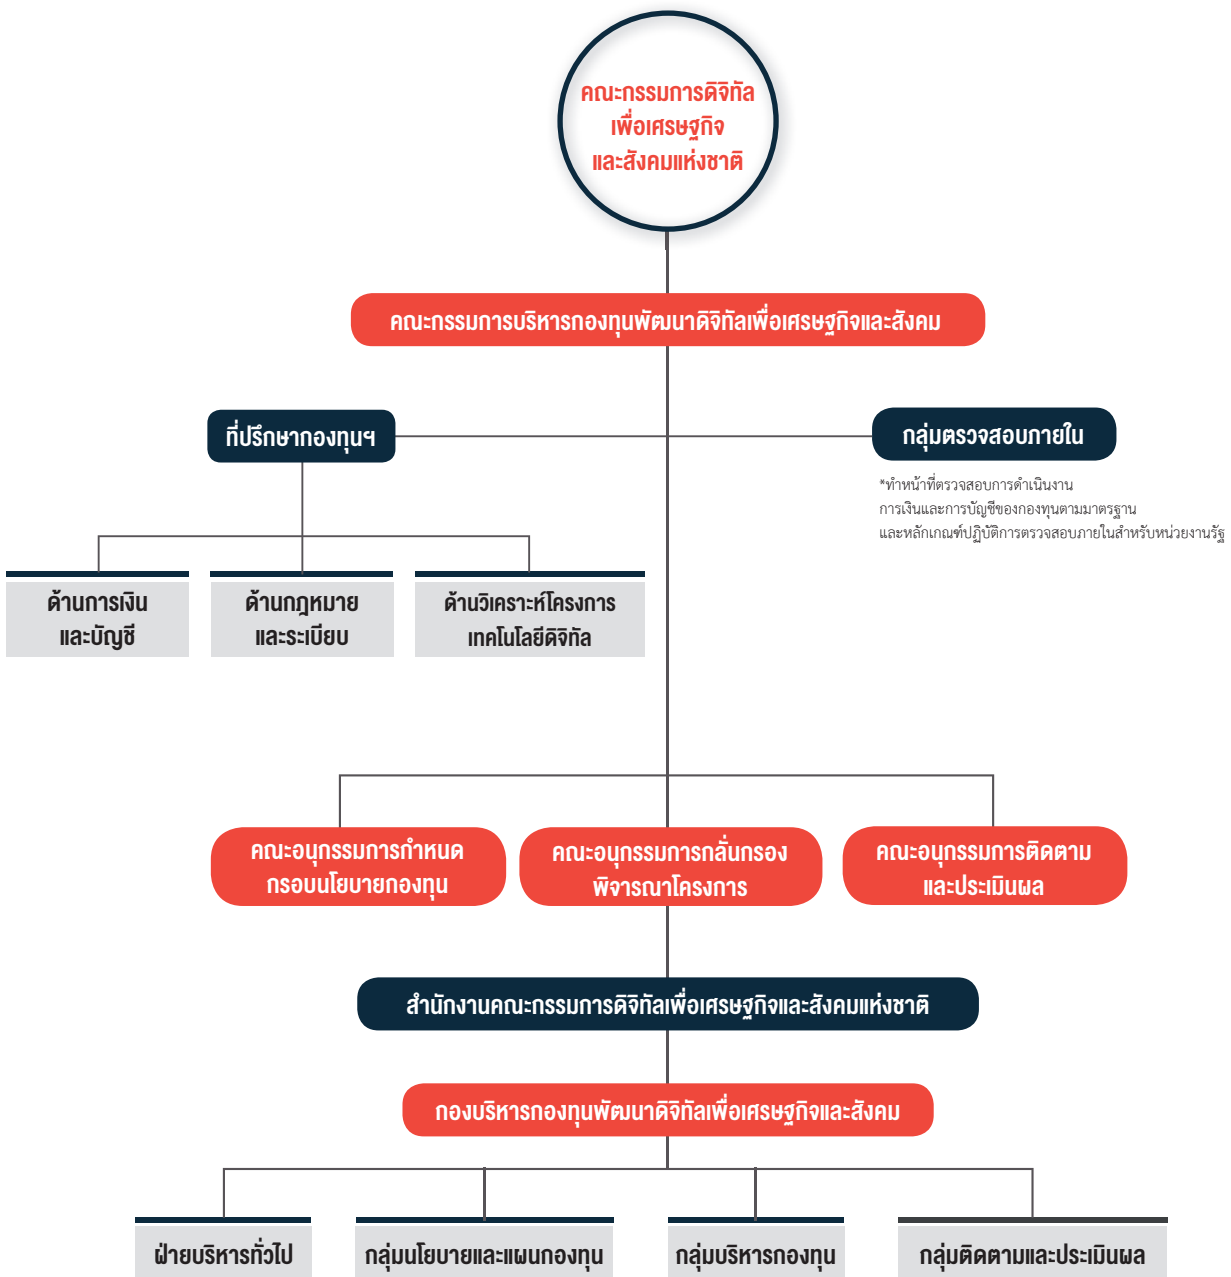 คณะกรรมการดิจิทัล
เพื่อเศรษฐกิจ
และสังคมแห่งชาติ
คณะกรรมการบริหารกองทุนพัฒนาดิจิทัลเพื่อเศรษฐกิจและสังคม
ที่ปรึกษากองทุนฯ
กลุ่มตรวจสอบภายใน
*ทำหน้าที่ตรวจสอบการดำเนินงาน
การเงินและการบัญชีของกองทุนตามมาตรฐาน
และหลักเกณฑ์ปฏิบัติการตรวจสอบภายในสำหรับหน่วยงานรัฐ
ด้านการเงิน
และบัญชี
ด้านกฎหมาย
และระเบียบ
ด้านวิเคราะห์โครงการ
เทคโนโลยีดิจิทัล
คณะอนุกรรมการกำหนด
กรอบนโยบายกองทุน
คณะอนุกรรมการกลั่นกรอง
พิจารณาโครงการ
คณะอนุกรรมการติดตาม
และประเมินผล
สำนักงานคณะกรรมการดิจิทัลเพื่อเศรษฐกิจและสังคมแห่งชาติ
กองบริหารกองทุนพัฒนาดิจิทัลเพื่อเศรษฐกิจและสังคม
ฝ่ายบริหารทั่วไป
กลุ่มนโยบายและแผนกองทุน
กลุ่มบริหารกองทุน
กลุ่มติดตามและประเมินผล